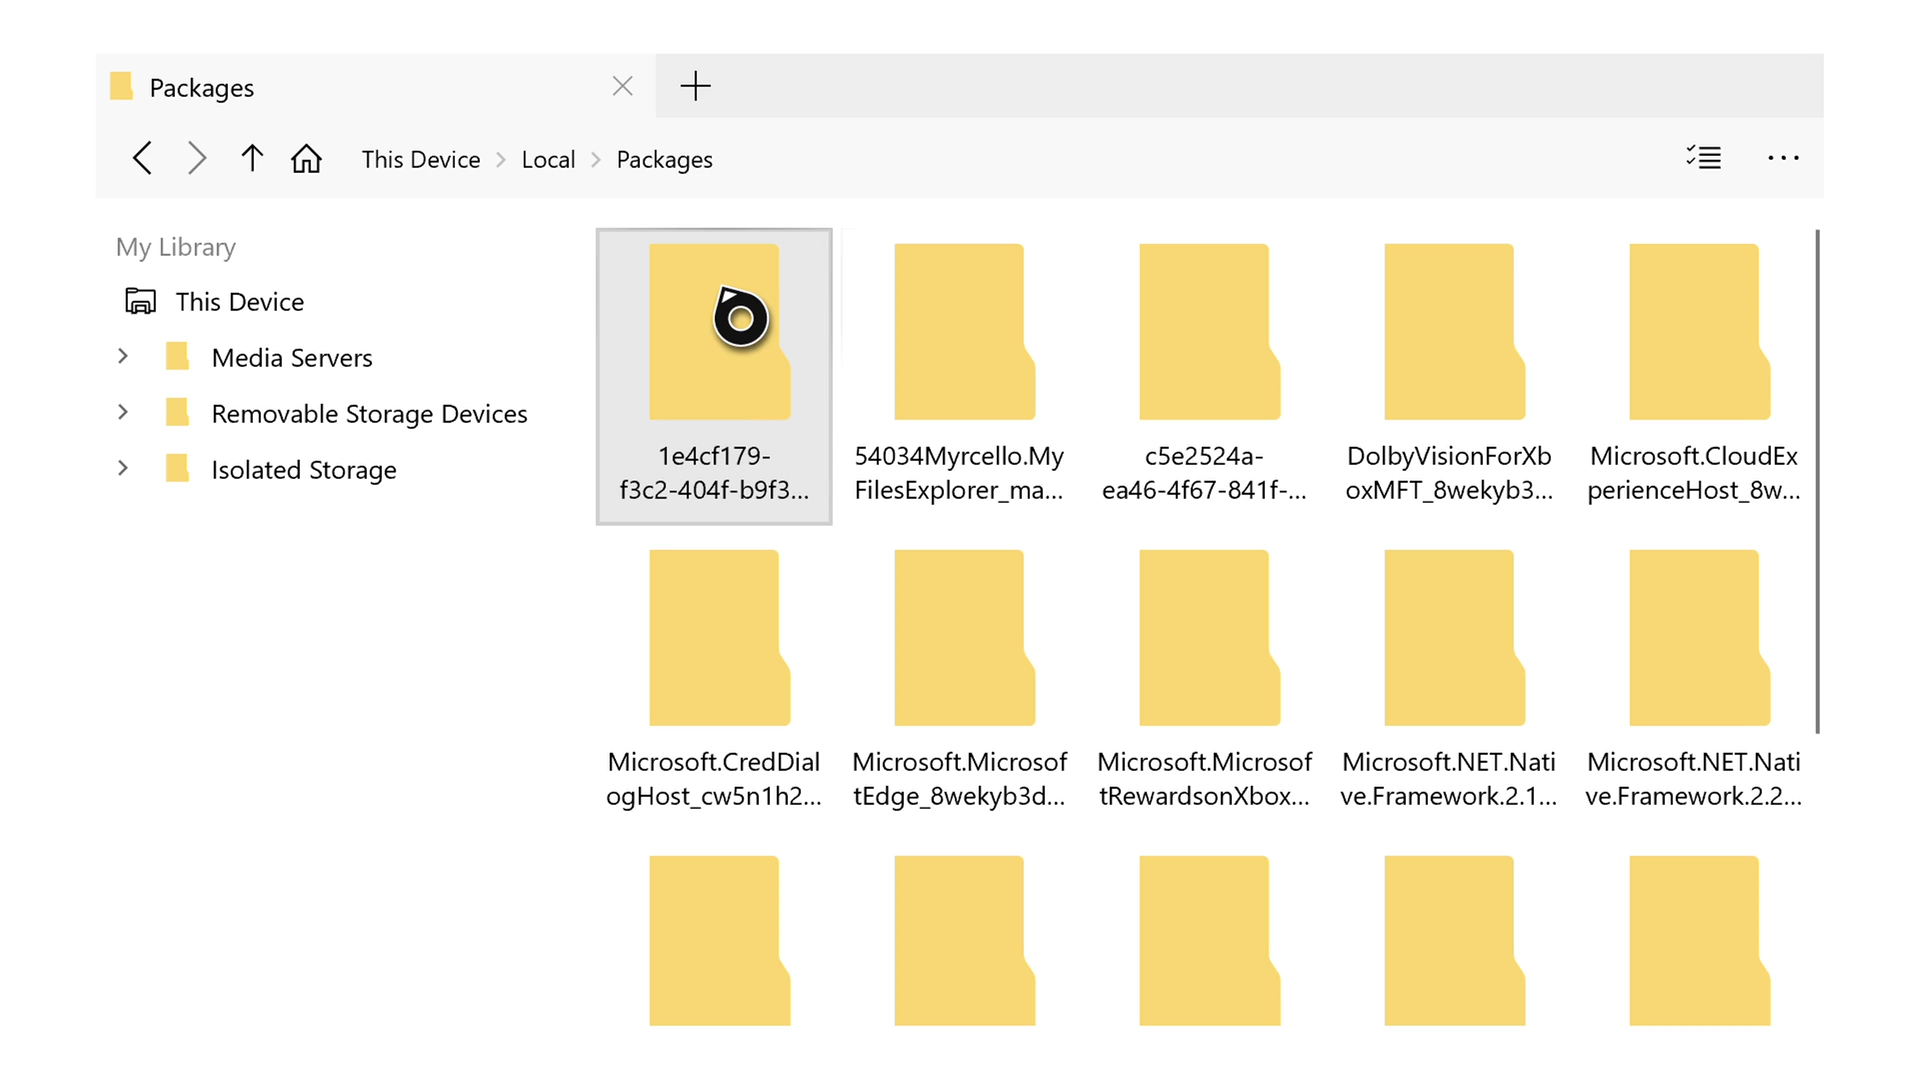 Packages
This Device > Local > Packages
My Library
This Device
Media Servers
Removable Storage Devices
Isolated Storage
1e4cf179-
f3c2-404f-b9f3...
54034Myrcello.My
FilesExplorer_ma...
c5e2524a-
ea46-4f67-841f-...
DolbyVisionForXb
oxMFT_8wekyb3...
Microsoft.CloudEx
perienceHost_8w...
Microsoft.CredDial
ogHost_cw5n1h2...
Microsoft.Microsof
tEdge_8wekyb3d...
Microsoft.Microsof
tRewardsonXbox...
Microsoft.NET.Nati
ve.Framework.2.1...
Microsoft.NET.Nati
ve.Framework.2.2...